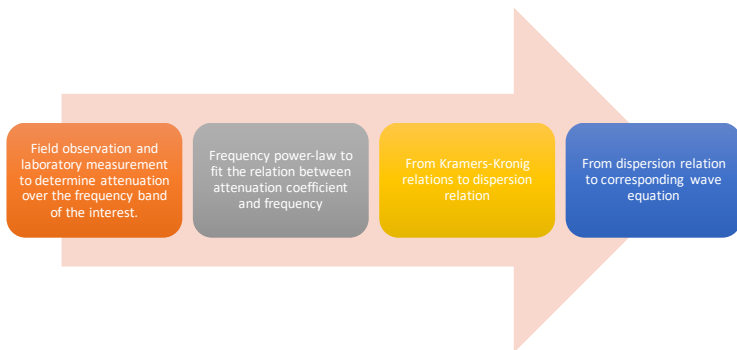 Field observation and
laboratory measurement
to determine attenuation
over the frequency band
of the interest.
Frequency power-law to
fit the relation between
attenuation coefficient
and frequency
From Kramers-Kronig
relations to dispersion
relation
From dispersion relation
to corresponding wave
equation